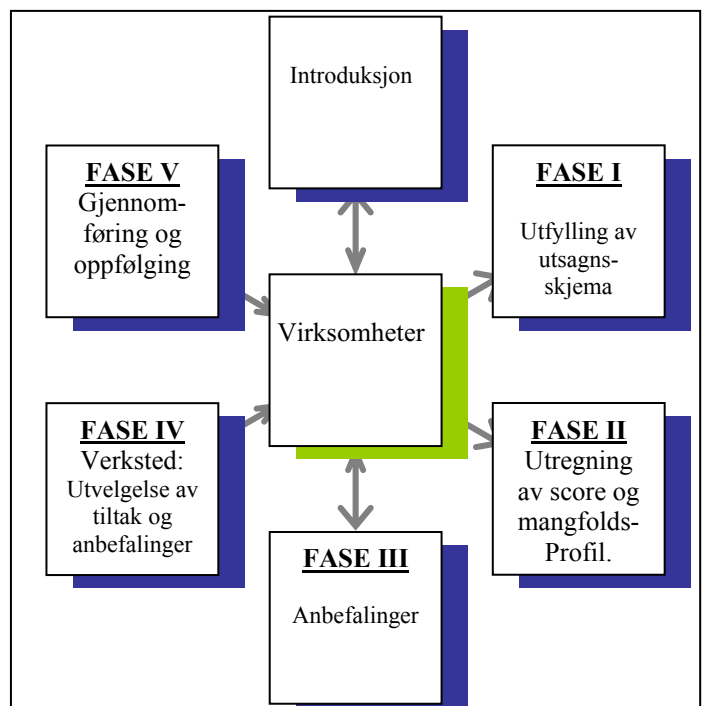 Introduksjon
FASE V
Gjennom-
føring og
oppfølging
FASE I
Utfylling av
utsagns-
skjema
Virksomheter
FASE IV
Verksted:
Utvelgelse av
tiltak og
anbefalinger
FASE II
Utregning
av score og
mangfolds-
Profil.
FASE III
Anbefalinger